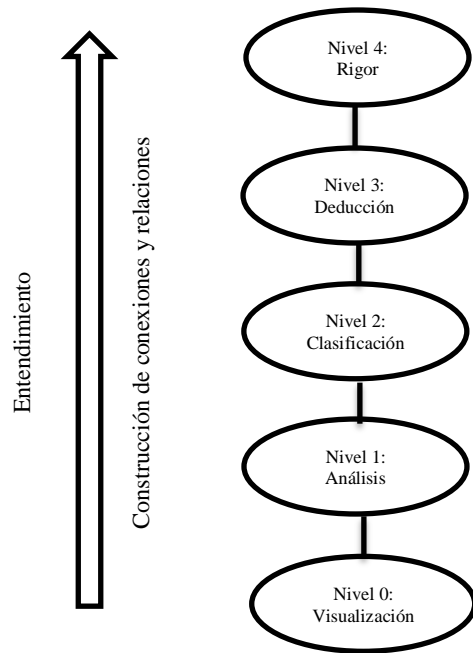 Entendimiento
Construcción de conexiones y relaciones
Nivel 4:
Rigor
Nivel 3:
Deducción
Nivel 2:
Clasificación
Nivel 1:
Análisis
Nivel 0:
Visualización